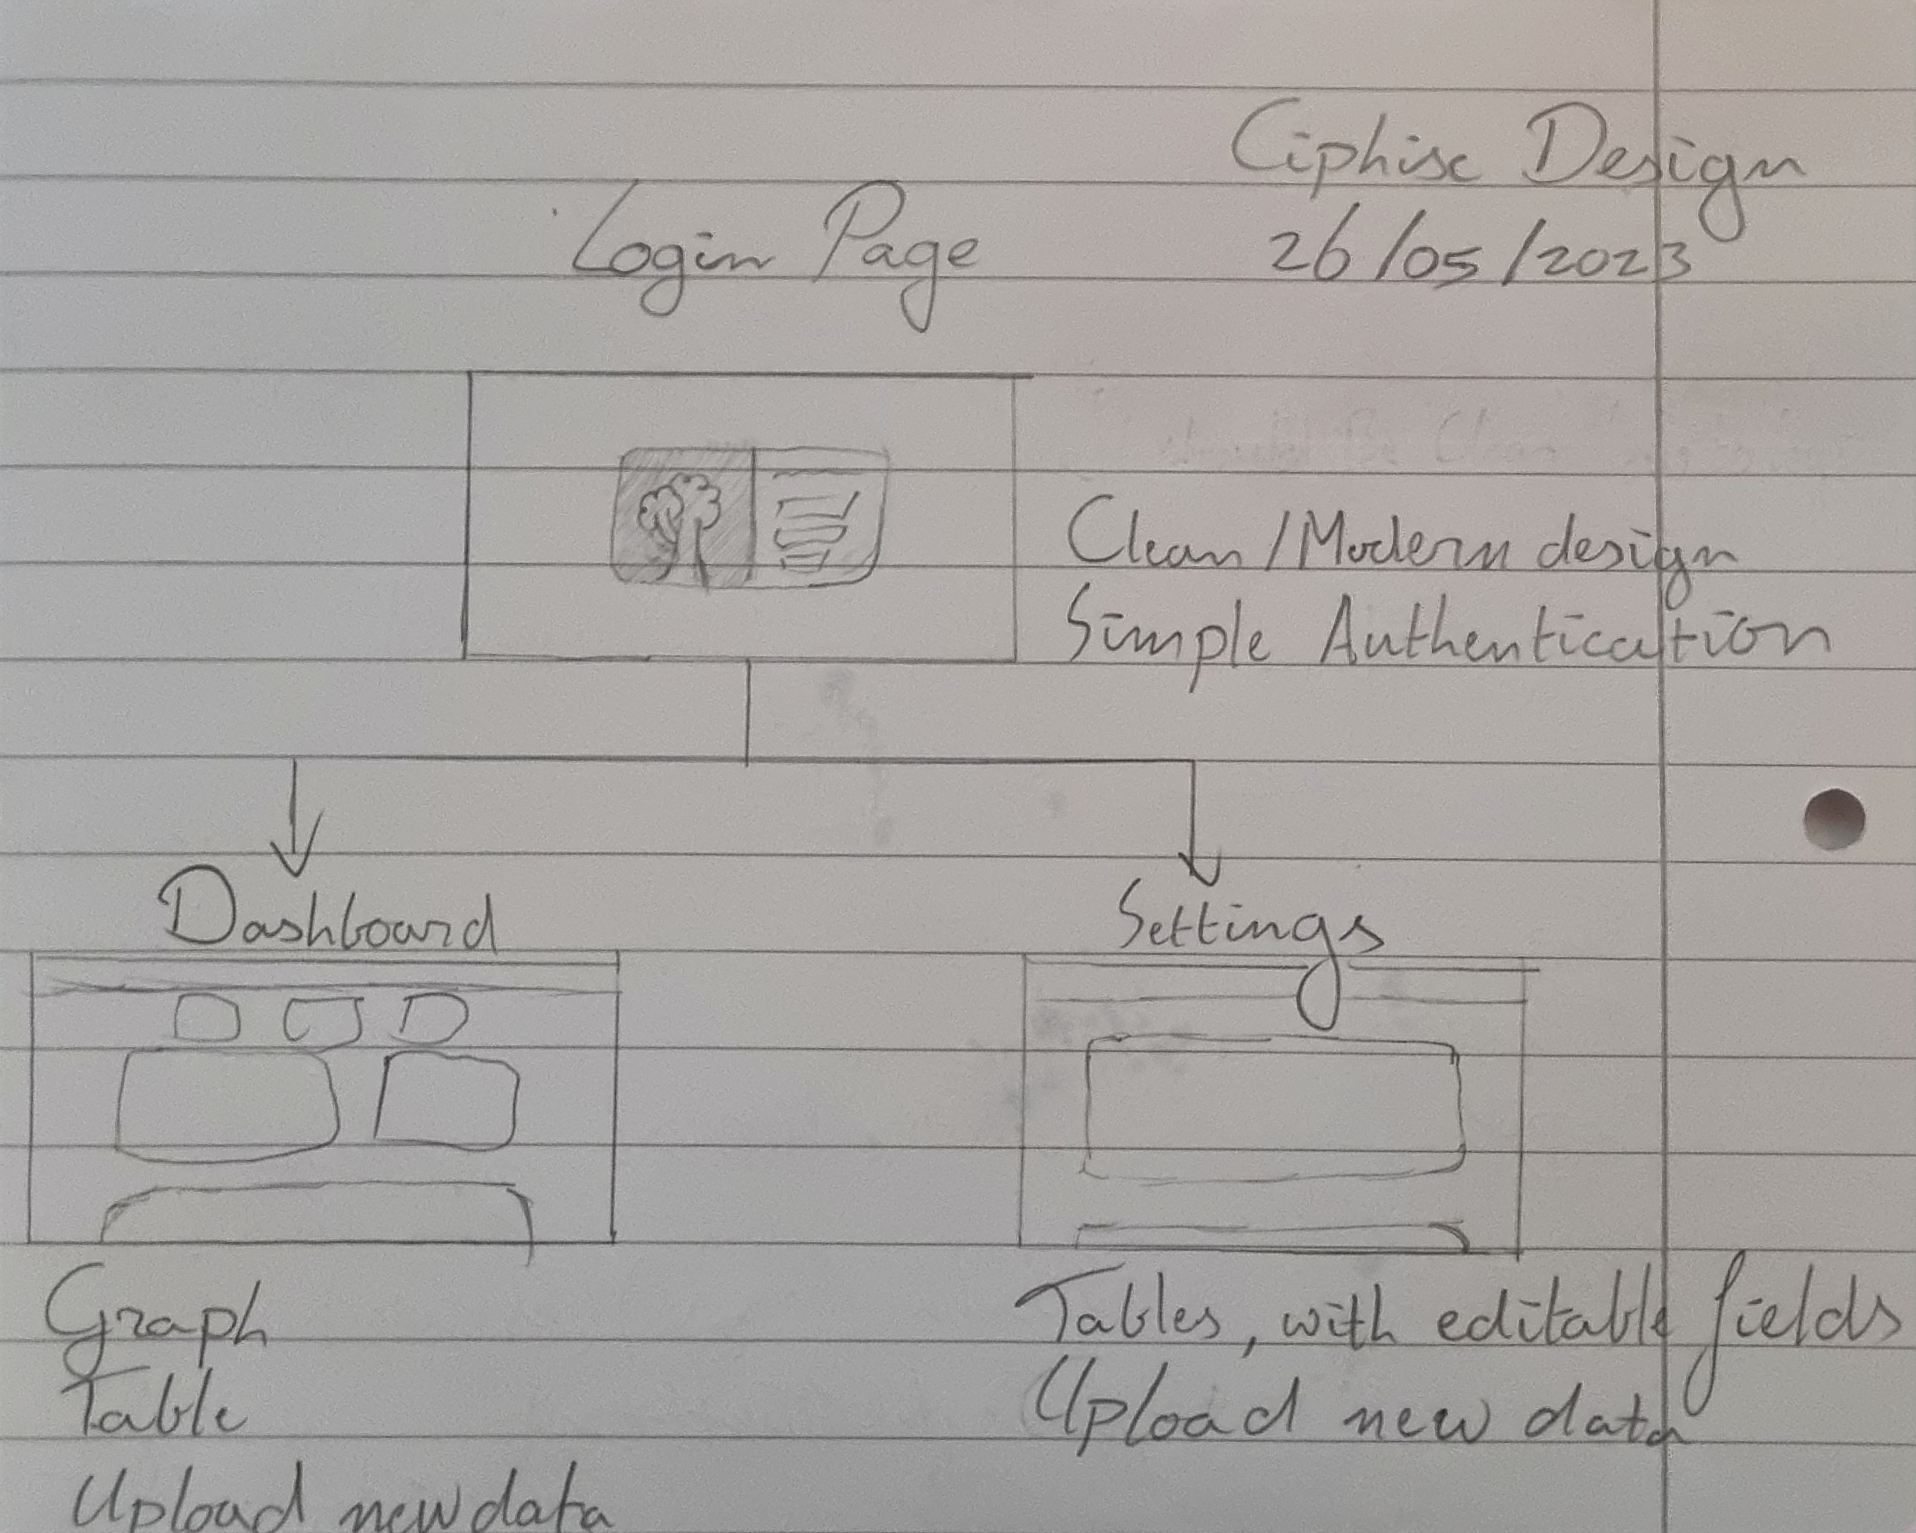 Ciphise Design
Login Page
26/05/2023
Clean/Modern design
Simple Authentication
Dashboard
Settings
Graph
Table
Upload new data
Tables, with editable fields
Upload new data